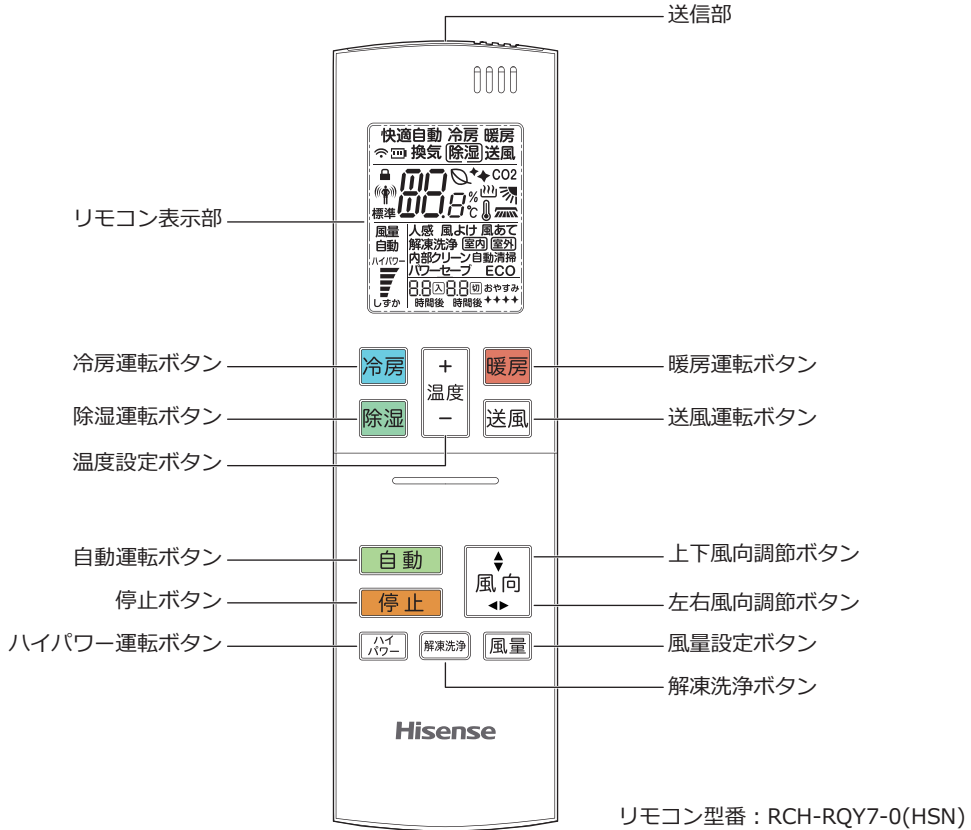 送信部
快適自動 冷房 暖房
換気 除湿 送風
CO2
88.8%
℃
標準
リモコン表示部
風量 人感 風よけ 風あて
自動 解凍洗浄 室内 室外
ハイパワー 内部クリーン自動清掃
パワーセーブ ECO
8.8入8.8切 おやすみ
しずか 時間後 時間後
冷房運転ボタン
冷房
+
温度
−
暖房
暖房運転ボタン
除湿運転ボタン
除湿
送風
送風運転ボタン
温度設定ボタン
自動運転ボタン
自動
風向
上下風向調節ボタン
停止ボタン
停止
左右風向調節ボタン
ハイパワー運転ボタン
ハイ
パワー
解凍洗浄
風量
風量設定ボタン
解凍洗浄ボタン
Hisense
リモコン型番:RCH-RQY7-0(HSN)